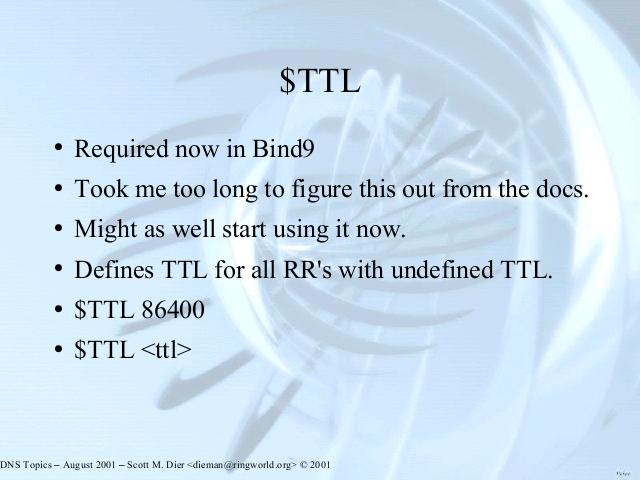 $TTL
• Required now in Bind9
• Took me too long to figure this out from the docs.
• Might as well start using it now.
• Defines TTL for all RR's with undefined TTL.
• $TTL 86400
• $TTL <ttl>
DNS Topics – August 2001 – Scott M. Dier <dieman@ringworld.org> © 2001